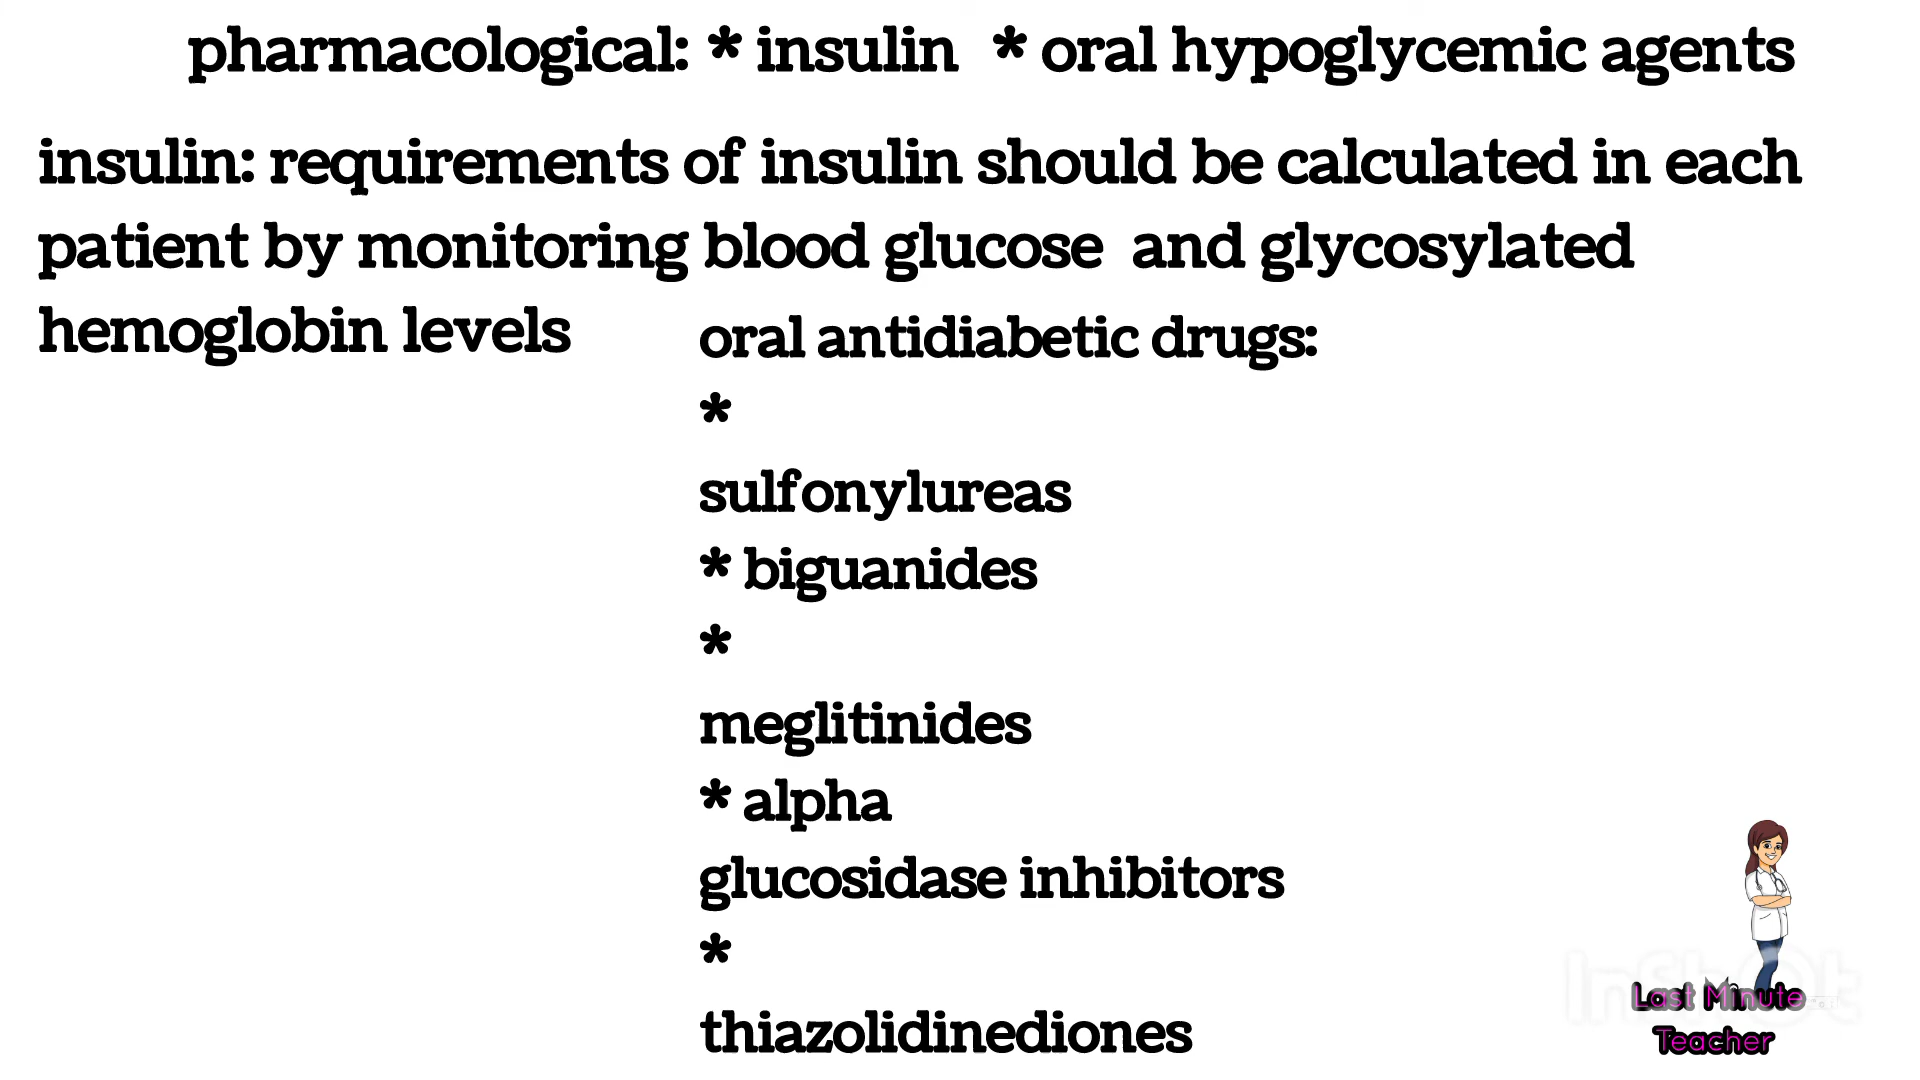 pharmacological: * insulin * oral hypoglycemic agents
insulin: requirements of insulin should be calculated in each
patient by monitoring blood glucose and glycosylated
hemoglobin levels
oral antidiabetic drugs:
*
sulfonylureas
* biguanides
*
meglitinides
* alpha
glucosidase inhibitors
*
thiazolidinediones
InShOt
Last Minute
Teacher